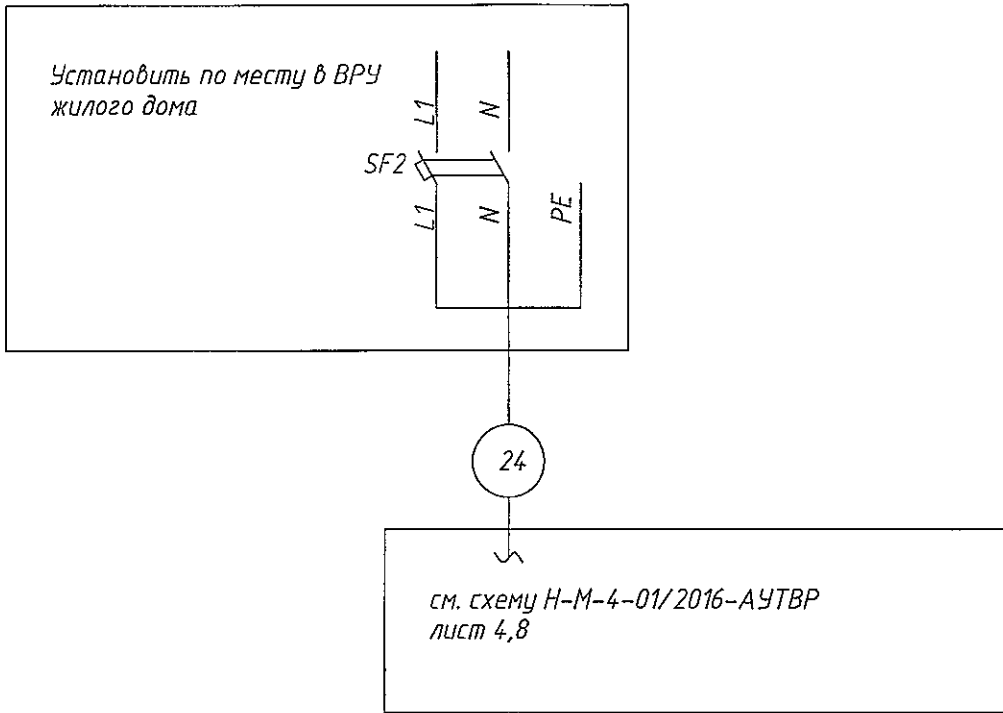 Установить по месту в ВРУ
жилого дома
L1
N
SF2
L1
N
PE
24
см. схему Н-М-4-01/2016-АУТВР
лист 4,8